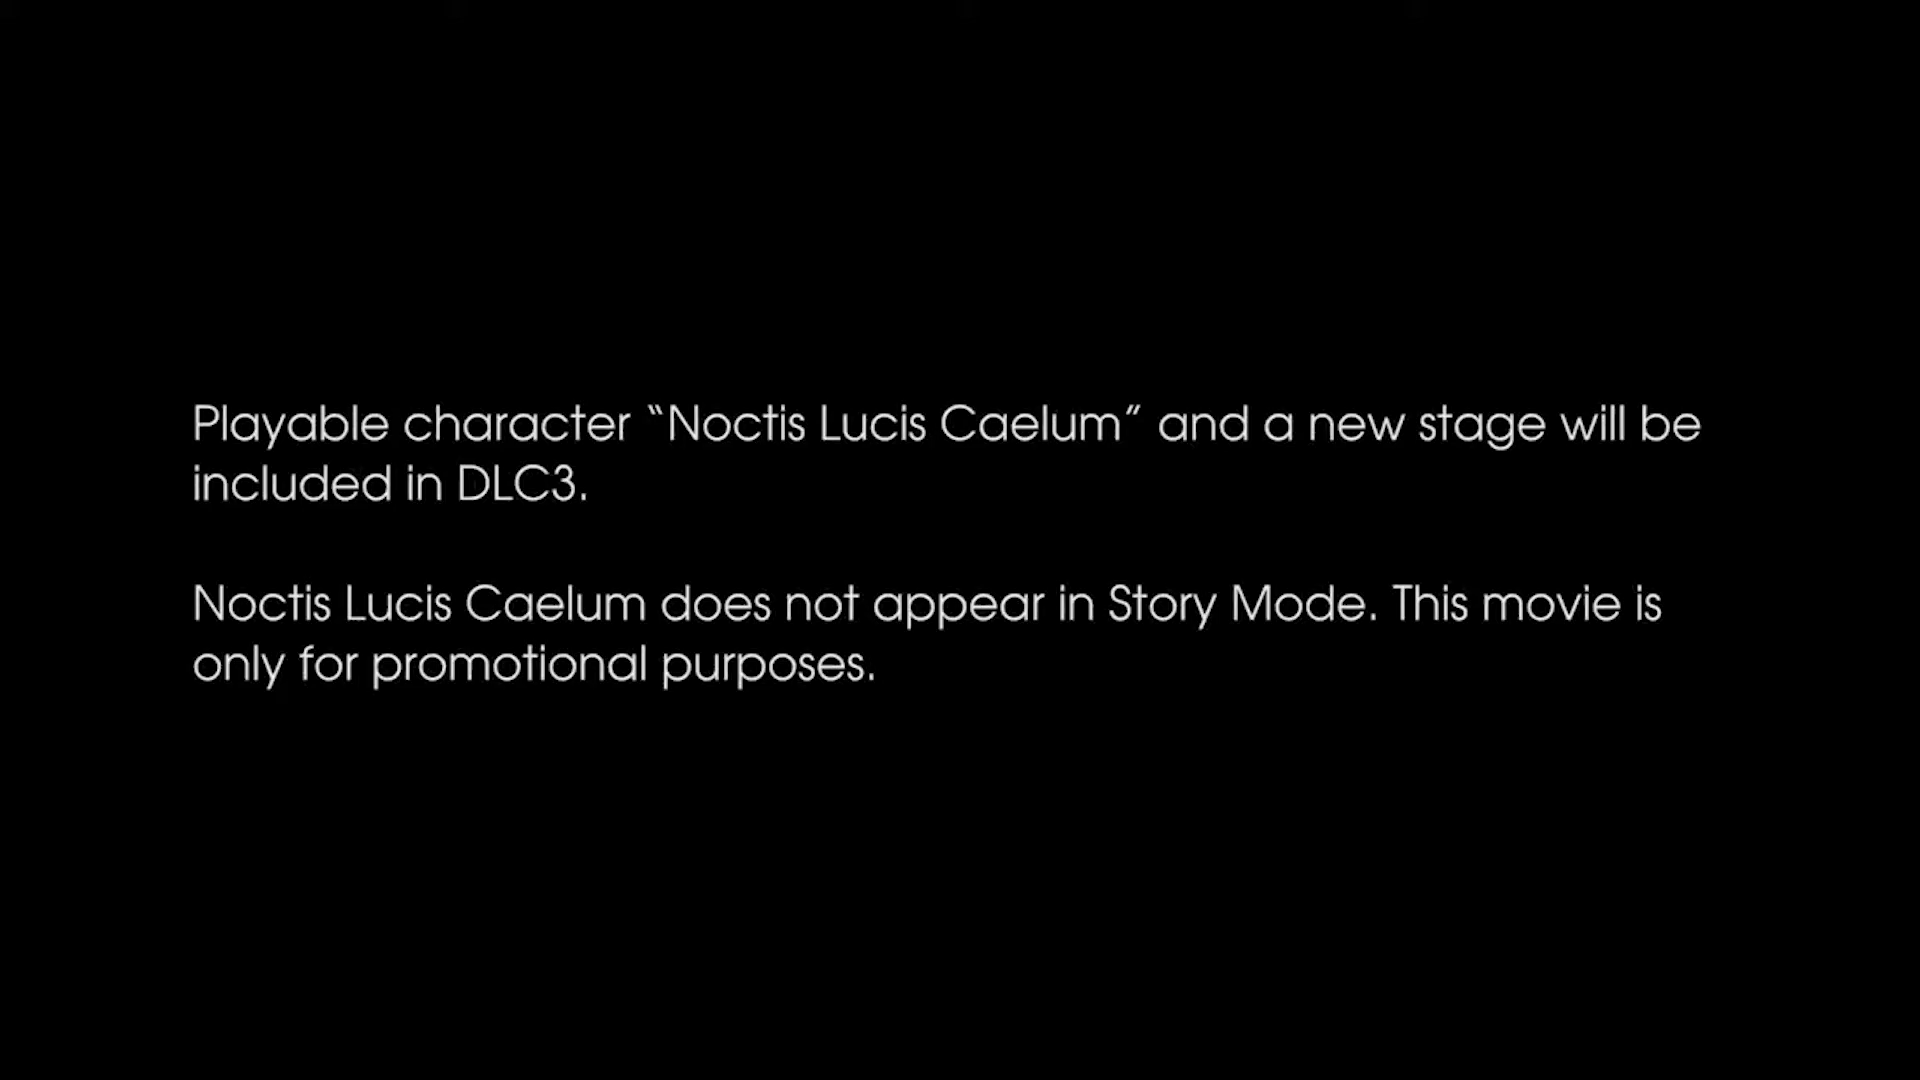 Playable character “Noctis Lucis Caelum” and a new stage will be
included in DLC3.
Noctis Lucis Caelum does not appear in Story Mode. This movie is
only for promotional purposes.